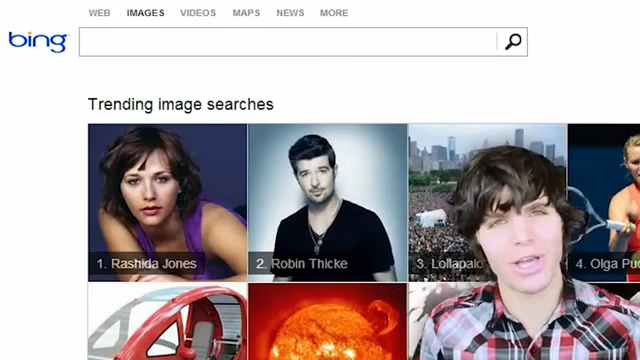 WEB IMAGES VIDEOS MAPS NEWS MORE
bing
Trending image searches
1. Rashida Jones
2. Robin Thicke
3. Lollapalo
4. Olga Pu